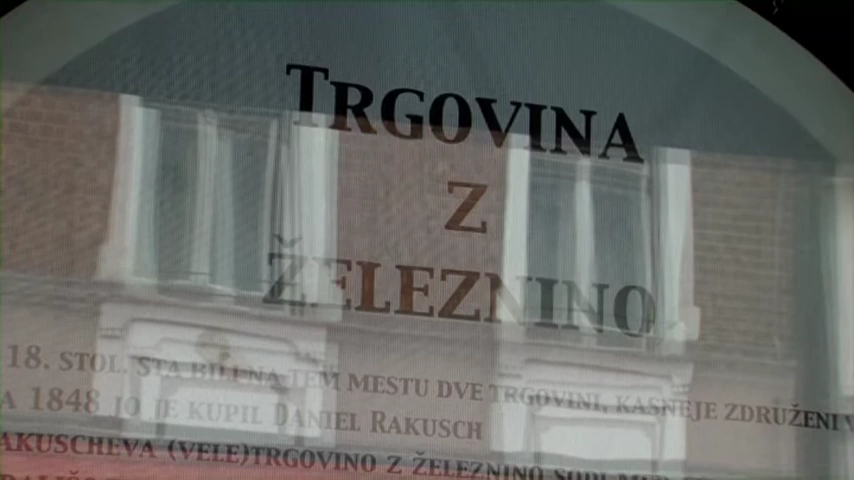 TRGOVINA
Z
ŽELEZNINO
18. STOL. STA BILI NA TEM MESTU DVE TRGOVINI, KASNEJE ZDRUŽENI V
A 1848 JO JE KUPIL DANIEL RAKUSCH
AKUSCHEVA (VELE)TRGOVINO Z ŽELEZNINO